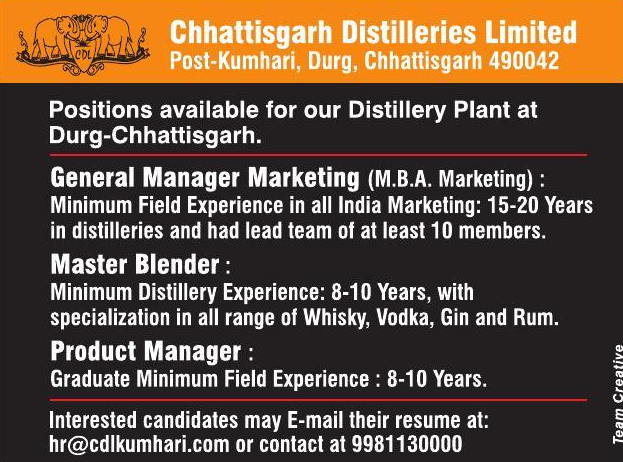 CDL
Chhattisgarh Distilleries Limited
Post-Kumhari, Durg, Chhattisgarh 490042
Positions available for our Distillery Plant at
Durg-Chhattisgarh.
General Manager Marketing (M.B.A. Marketing) :
Minimum Field Experience in all India Marketing: 15-20 Years
in distilleries and had lead team of at least 10 members.
Master Blender :
Minimum Distillery Experience: 8-10 Years, with
specialization in all range of Whisky, Vodka, Gin and Rum.
Product Manager :
Graduate Minimum Field Experience : 8-10 Years.
Interested candidates may E-mail their resume at:
hr@cdlkumhari.com or contact at 9981130000
Team Creative